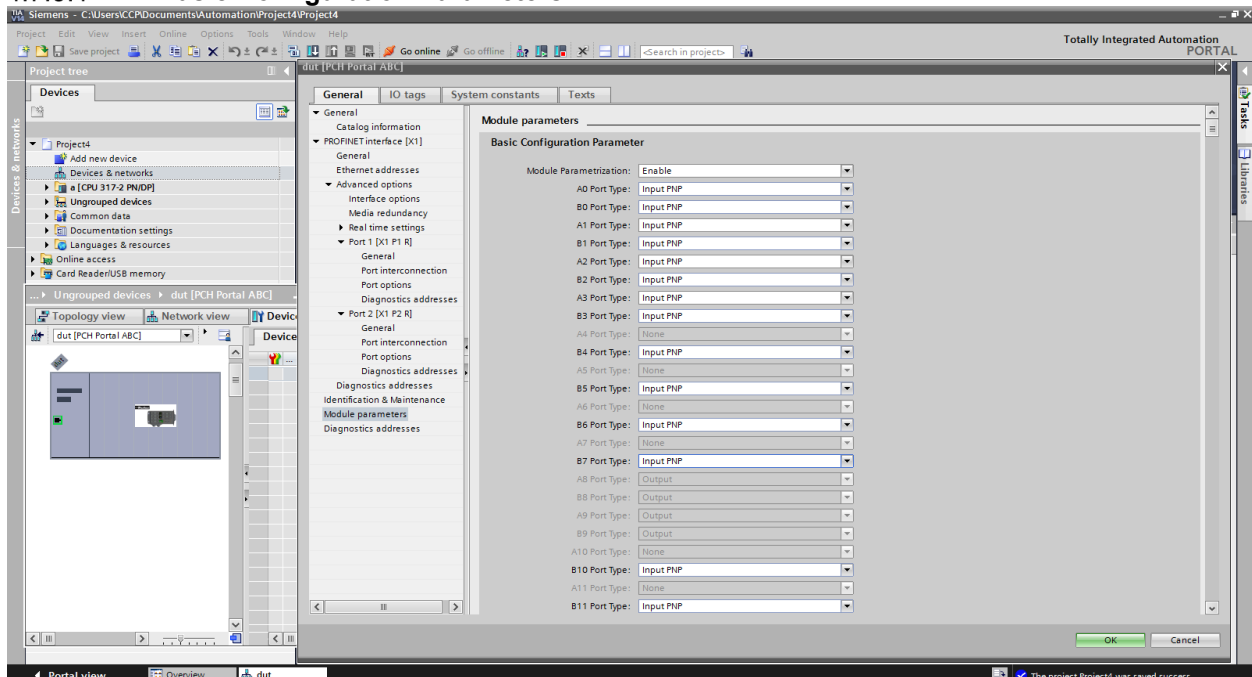 Siemens - C:\Users\CCP\Documents\Automation\Project4\Project4
Project Edit View Insert Online Options Tools Window Help
Totally Integrated Automation
PORTAL
Save project
Go online
Go offline
<Search in project>
Project tree
dut [PCH Portal ABC]
Devices
General
IO tags
System constants
Texts
Devices & networks
Tasks
Libraries
Project4
Add new device
Devices & networks
a [CPU 317-2 PN/DP]
Ungrouped devices
Common data
Documentation settings
Languages & resources
Online access
Card Reader/USB memory
... Ungrouped devices dut [PCH Portal ABC]
Topology view
Network view
dut [PCH Portal ABC]
Device
...
General
Catalog information
PROFINET interface [X1]
General
Ethernet addresses
Advanced options
Interface options
Media redundancy
Real time settings
Port 1 [X1 P1 R]
General
Port interconnection
Port options
Diagnostics addresses
Port 2 [X1 P2 R]
General
Port interconnection
Port options
Diagnostics addresses
Diagnostics addresses
Identification & Maintenance
Module parameters
Diagnostics addresses
Module parameters
Basic Configuration Parameter
Module Parametrization: Enable
A0 Port Type: Input PNP
B0 Port Type: Input PNP
A1 Port Type: Input PNP
B1 Port Type: Input PNP
A2 Port Type: Input PNP
B2 Port Type: Input PNP
A3 Port Type: Input PNP
B3 Port Type: Input PNP
A4 Port Type: None
B4 Port Type: Input PNP
A5 Port Type: None
B5 Port Type: Input PNP
A6 Port Type: None
B6 Port Type: Input PNP
A7 Port Type: None
B7 Port Type: Input PNP
A8 Port Type: Output
B8 Port Type: Output
A9 Port Type: Output
B9 Port Type: Output
A10 Port Type: None
B10 Port Type: Input PNP
A11 Port Type: None
B11 Port Type: Input PNP
OK
Cancel
Portal view
Overview
dut
The project Project4 was saved success